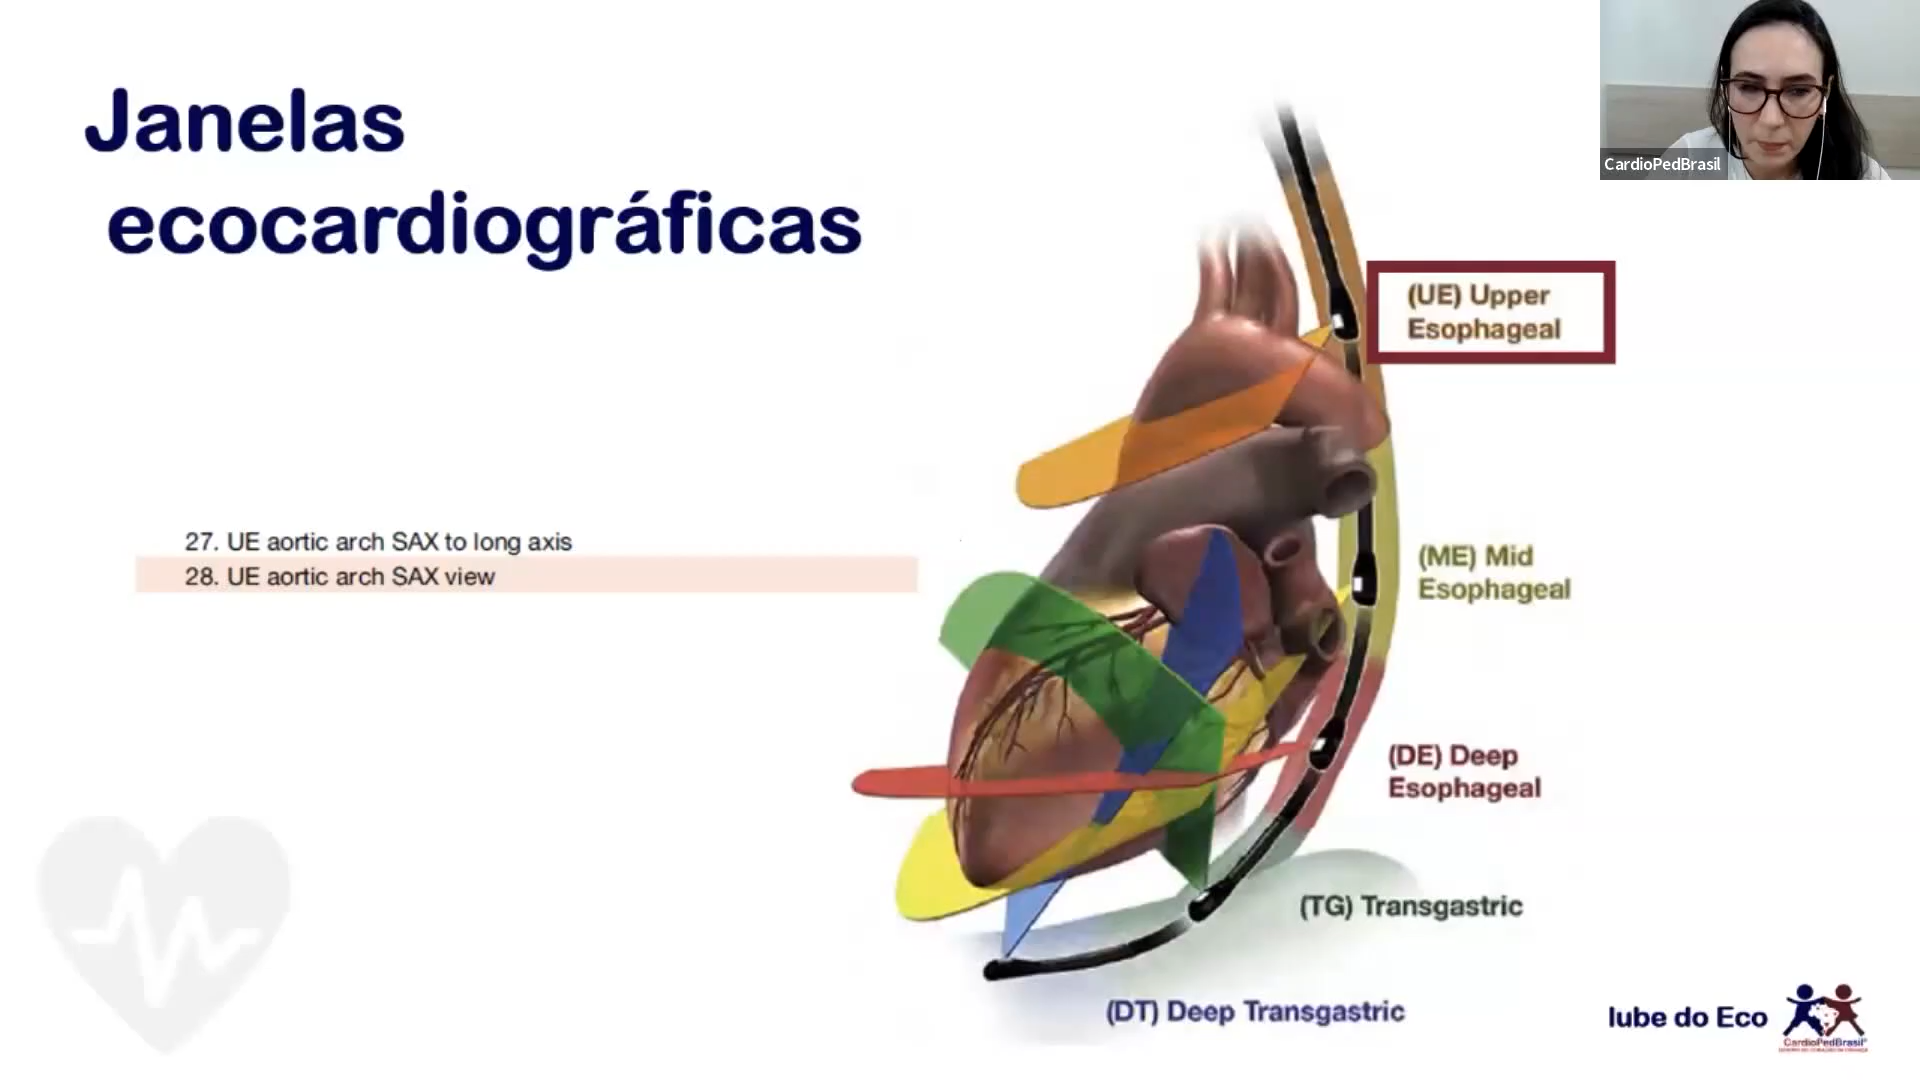 Janelas
ecocardiográficas
CardioPedBrasil
(UE) Upper
Esophageal
27. UE aortic arch SAX to long axis
28. UE aortic arch SAX view
(ME) Mid
Esophageal
(DE) Deep
Esophageal
(TG) Transgastric
(DT) Deep Transgastric
lube do Eco
CardioPedBrasil®